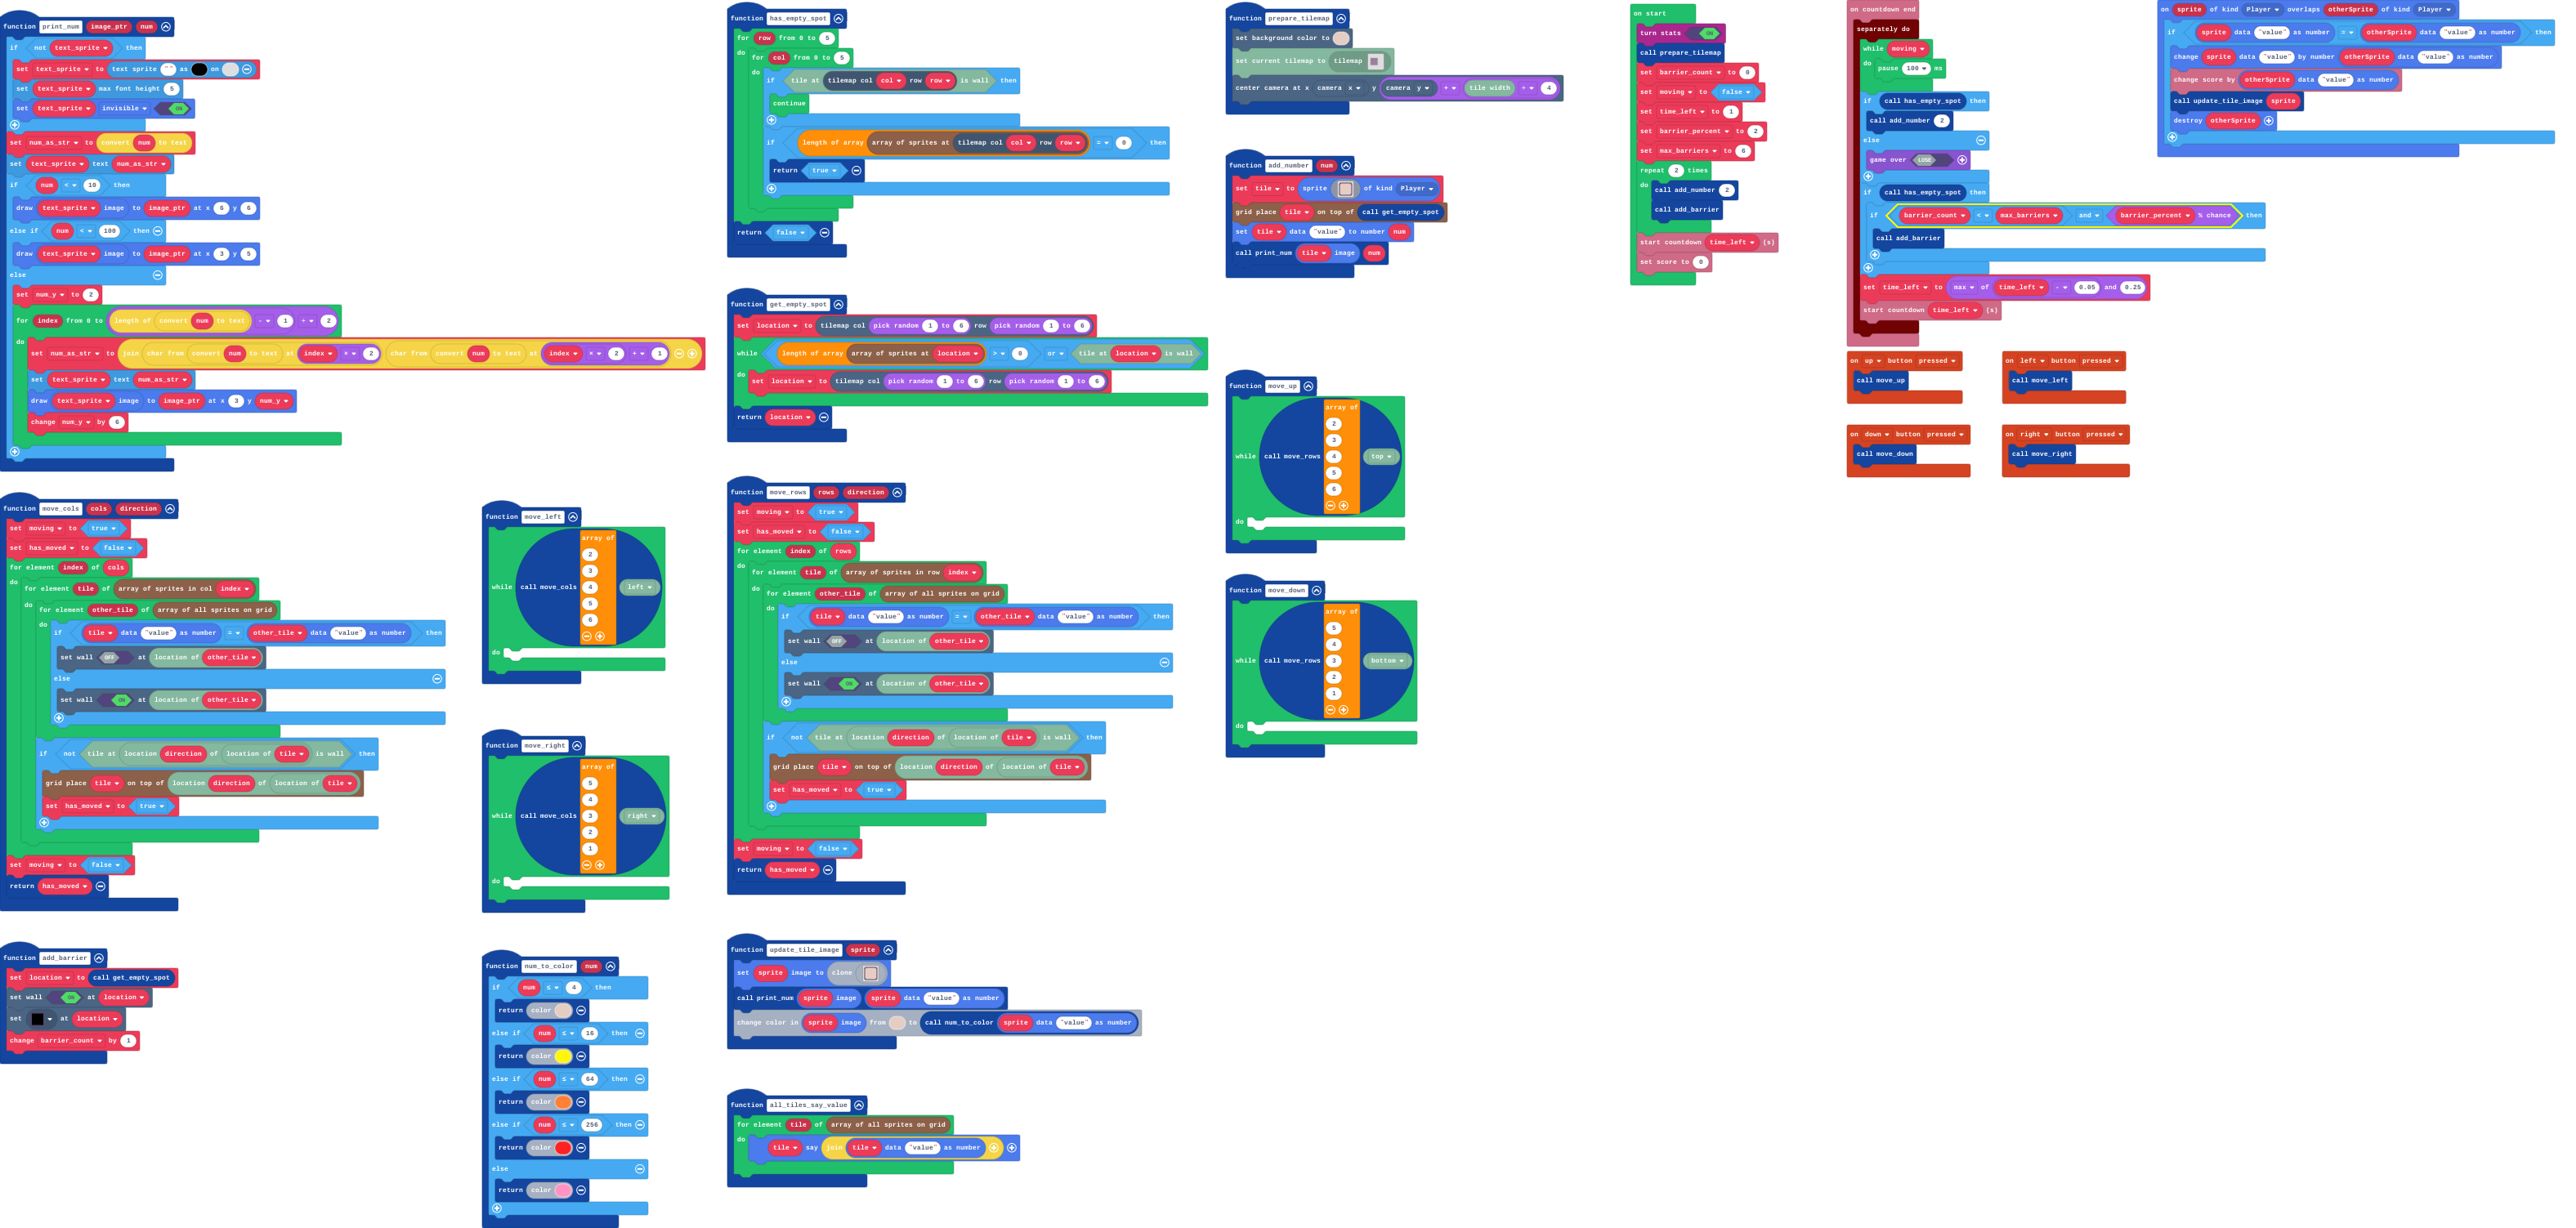 function print_num image_ptr num
if not text_sprite then
set text_sprite to text sprite " " as on
set text_sprite max font height 5
set text_sprite invisible ON
set num_as_str to convert num to text
set text_sprite text num_as_str
if num < 10 then
draw text_sprite image to image_ptr at x 6 y 6
else if num < 100 then
draw text_sprite image to image_ptr at x 3 y 5
else
set num_y to 2
for index from 0 to length of convert num to text - 1 ÷ 2
do
set num_as_str to join char from convert num to text at index × 2 char from convert num to text at index × 2 + 1
set text_sprite text num_as_str
draw text_sprite image to image_ptr at x 3 y num_y
change num_y by 6
function move_cols cols direction
set moving to true
set has_moved to false
for element index of cols
do
for element tile of array of sprites in col index
do
for element other_tile of array of all sprites on grid
do
if tile data "value" as number = other_tile data "value" as number then
set wall OFF at location of other_tile
else
set wall ON at location of other_tile
if not tile at location direction of location of tile is wall then
grid place tile on top of location direction of location of tile
set has_moved to true
set moving to false
return has_moved
function add_barrier
set location to call get_empty_spot
set wall ON at location
set at location
change barrier_count by 1
function move_left
while call move_cols array of 2 3 4 5 6 left
do
function move_right
while call move_cols array of 5 4 3 2 1 right
do
function num_to_color num
if num ≤ 4 then
return color
else if num ≤ 16 then
return color
else if num ≤ 64 then
return color
else if num ≤ 256 then
return color
else
return color
function has_empty_spot
for row from 0 to 5
do
for col from 0 to 5
do
if tile at tilemap col col row row is wall then
continue
if length of array array of sprites at tilemap col col row row = 0 then
return true
return false
function get_empty_spot
set location to tilemap col pick random 1 to 6 row pick random 1 to 6
while length of array array of sprites at location > 0 or tile at location is wall
do
set location to tilemap col pick random 1 to 6 row pick random 1 to 6
return location
function move_rows rows direction
set moving to true
set has_moved to false
for element index of rows
do
for element tile of array of sprites in row index
do
for element other_tile of array of all sprites on grid
do
if tile data "value" as number = other_tile data "value" as number then
set wall OFF at location of other_tile
else
set wall ON at location of other_tile
if not tile at location direction of location of tile is wall then
grid place tile on top of location direction of location of tile
set has_moved to true
set moving to false
return has_moved
function update_tile_image sprite
set sprite image to clone
call print_num sprite image sprite data "value" as number
change color in sprite image from to call num_to_color sprite data "value" as number
function all_tiles_say_value
for element tile of array of all sprites on grid
do
tile say join tile data "value" as number
function prepare_tilemap
set background color to
set current tilemap to tilemap
center camera at x camera x y camera y + tile width ÷ 4
function add_number num
set tile to sprite of kind Player
grid place tile on top of call get_empty_spot
set tile data "value" to number num
call print_num tile image num
function move_up
while call move_rows array of 2 3 4 5 6 top
do
function move_down
while call move_rows array of 5 4 3 2 1 bottom
do
on start
turn stats ON
call prepare_tilemap
set barrier_count to 0
set moving to false
set time_left to 1
set barrier_percent to 2
set max_barriers to 6
repeat 2 times
do
call add_number 2
call add_barrier
start countdown time_left (s)
set score to 0
on countdown end
separately do
while moving
do
pause 100 ms
if call has_empty_spot then
call add_number 2
else
game over LOSE
if call has_empty_spot then
if barrier_count < max_barriers and barrier_percent % chance then
call add_barrier
set time_left to max of time_left - 0.05 and 0.25
start countdown time_left (s)
on up button pressed
call move_up
on left button pressed
call move_left
on down button pressed
call move_down
on right button pressed
call move_right
on sprite of kind Player overlaps otherSprite of kind Player
if sprite data "value" as number = otherSprite data "value" as number then
change sprite data "value" by number otherSprite data "value" as number
change score by otherSprite data "value" as number
call update_tile_image sprite
destroy otherSprite